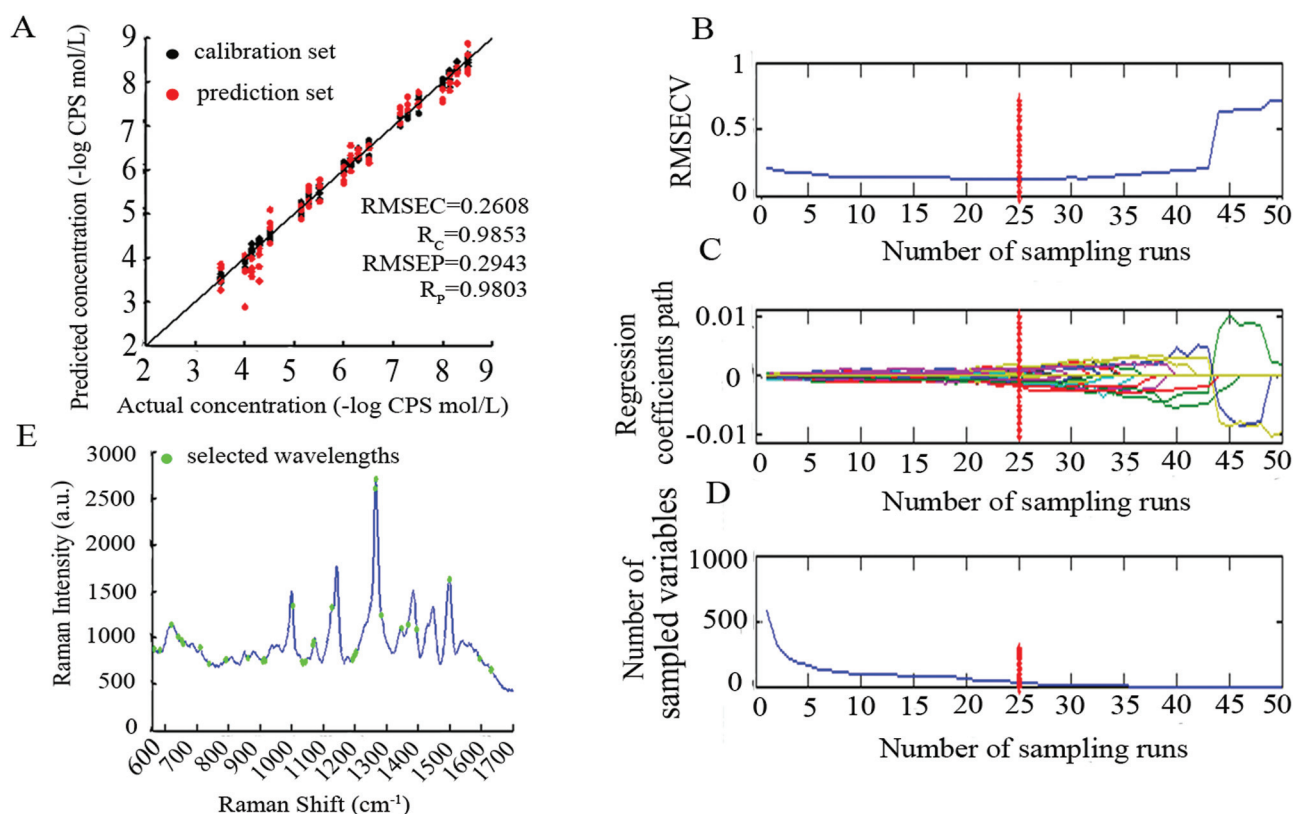 A
9
8
7
6
5
4
3
2
2 3 4 5 6 7 8 9
Predicted concentration (-log CPS mol/L)
Actual concentration (-log CPS mol/L)
calibration set
prediction set
RMSEC=0.2608
R_C=0.9853
RMSEP=0.2943
R_P=0.9803
B
1
0.5
0
RMSECV
0 5 10 15 20 25 30 35 40 45 50
Number of sampling runs
C
0.01
0
-0.01
Regression
coefficients path
0 5 10 15 20 25 30 35 40 45 50
Number of sampling runs
D
1000
500
0
Number of
sampled variables
0 5 10 15 20 25 30 35 40 45 50
Number of sampling runs
E
selected wavelengths
3000
2500
2000
1500
1000
500
0
Raman Intensity (a.u.)
600 700 800 900 1000 1100 1200 1300 1400 1500 1600 1700
Raman Shift (cm⁻¹)